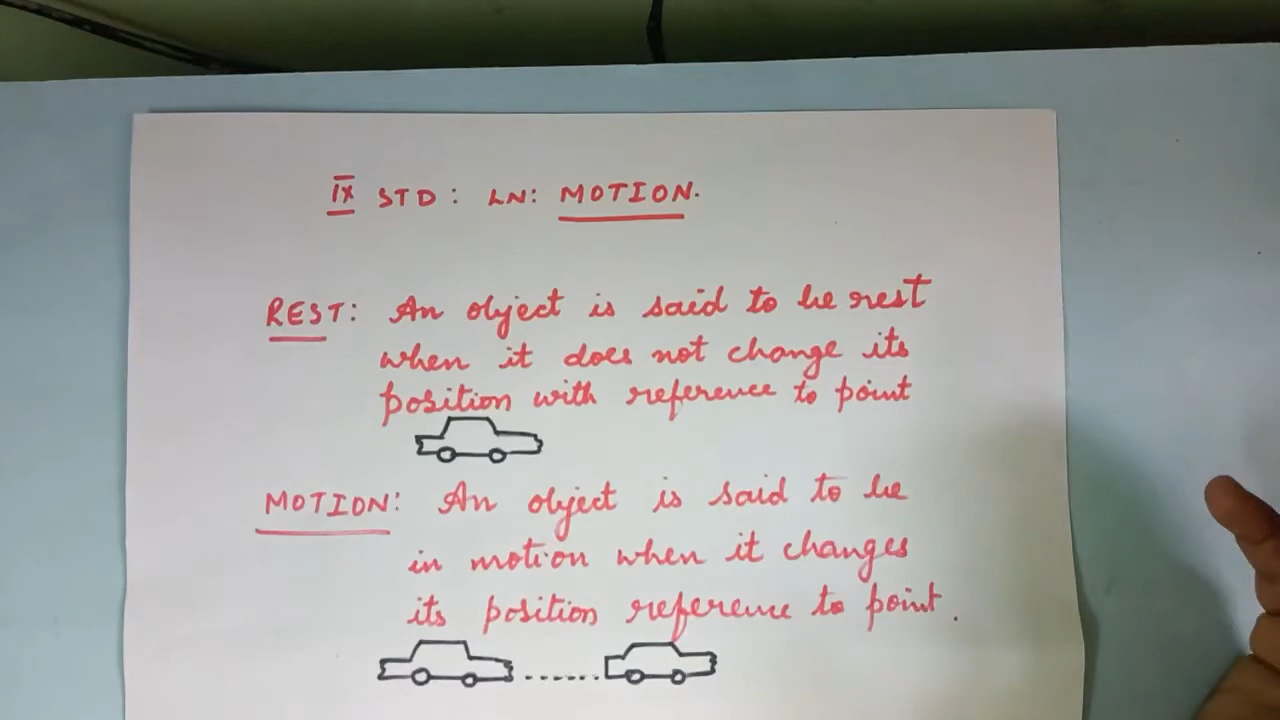 IX STD: LN: MOTION.
REST: An object is said to be rest
when it does not change its
position with reference to point
MOTION: An object is said to be
in motion when it changes
its position reference to point.